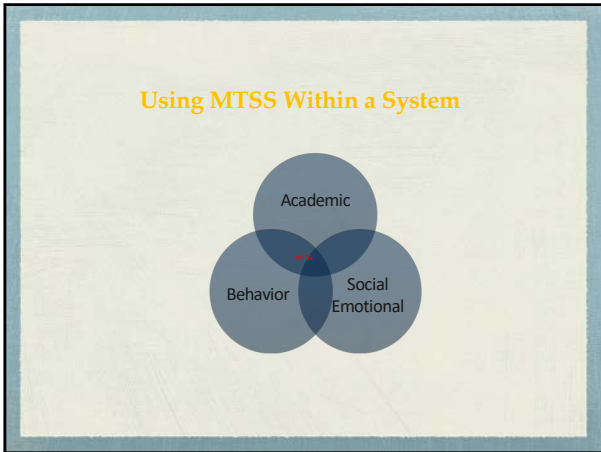 Using MTSS Within a System
Academic
Behavior
Social
Emotional